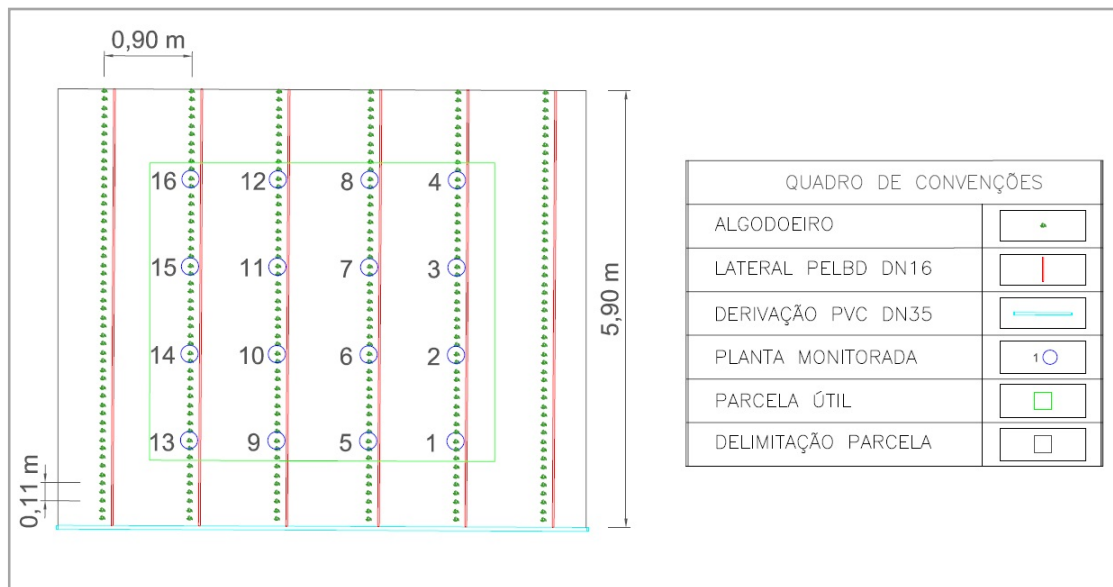 0,90 m
16 12 8 4
15 11 7 3
14 10 6 2
13 9 5 1
0,11 m
5,90 m
QUADRO DE CONVENÇÕES
ALGODOEIRO
LATERAL PELBD DN16
DERIVAÇÃO PVC DN35
PLANTA MONITORADA 1
PARCELA ÚTIL
DELIMITAÇÃO PARCELA